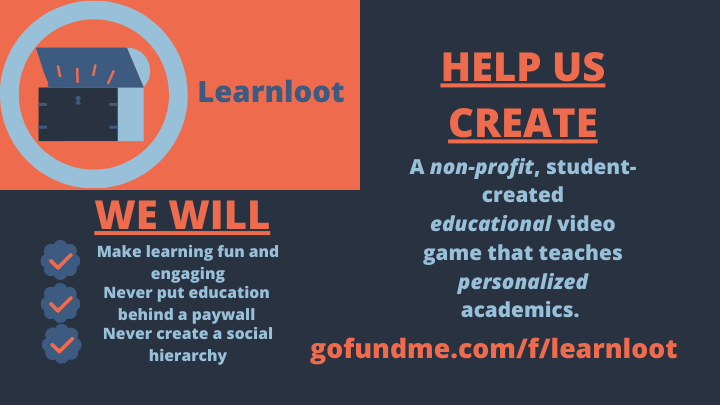 Learnloot
WE WILL
Make learning fun and
engaging
Never put education
behind a paywall
Never create a social
hierarchy
HELP US
CREATE
A non-profit, student-
created
educational video
game that teaches
personalized
academics.
gofundme.com/f/learnloot